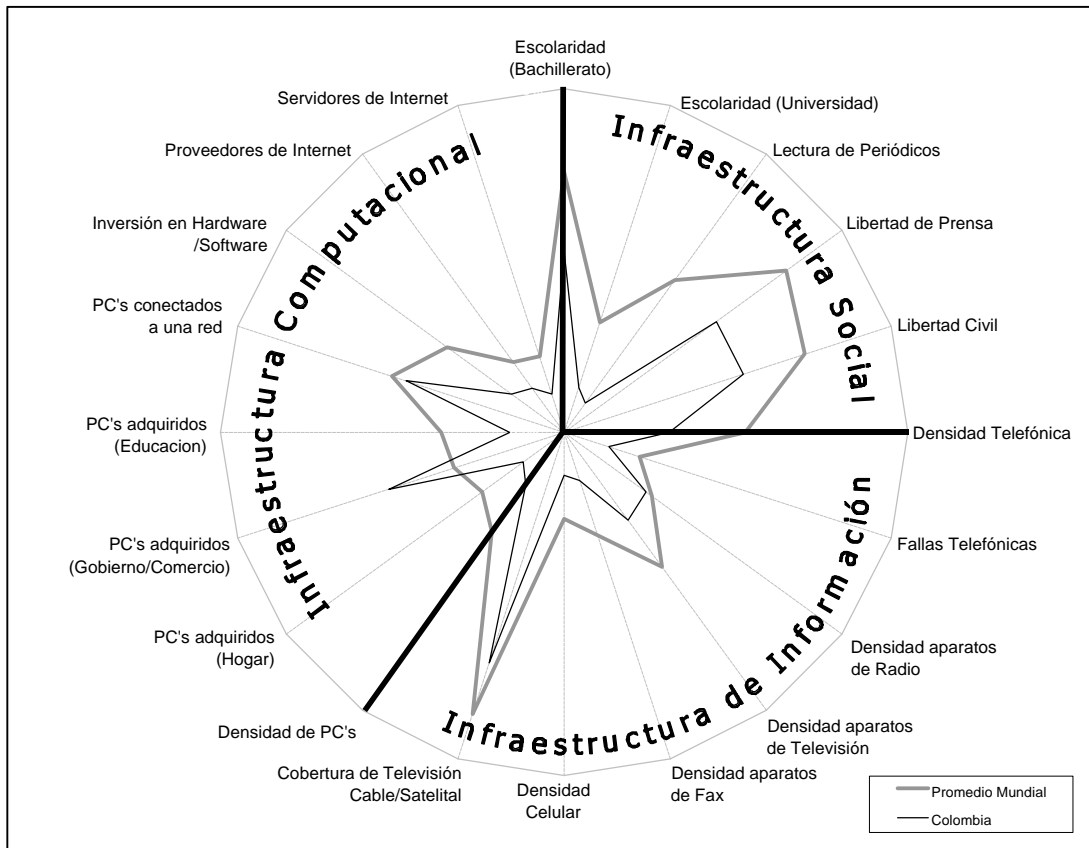 Escolaridad
(Bachillerato)
Servidores de Internet
Escolaridad (Universidad)
Proveedores de Internet
Lectura de Periódicos
Inversión en Hardware
/Software
Libertad de Prensa
PC's conectados
a una red
Libertad Civil
PC's adquiridos
(Educacion)
Densidad Telefónica
PC's adquiridos
(Gobierno/Comercio)
Fallas Telefónicas
PC's adquiridos
(Hogar)
Densidad aparatos
de Radio
Densidad de PC's
Densidad aparatos
de Televisión
Cobertura de Televisión
Cable/Satelital
Densidad
Celular
Densidad aparatos
de Fax
Infraestructura Computacional
Infraestructura Social
Infraestructura de Información
Promedio Mundial
Colombia